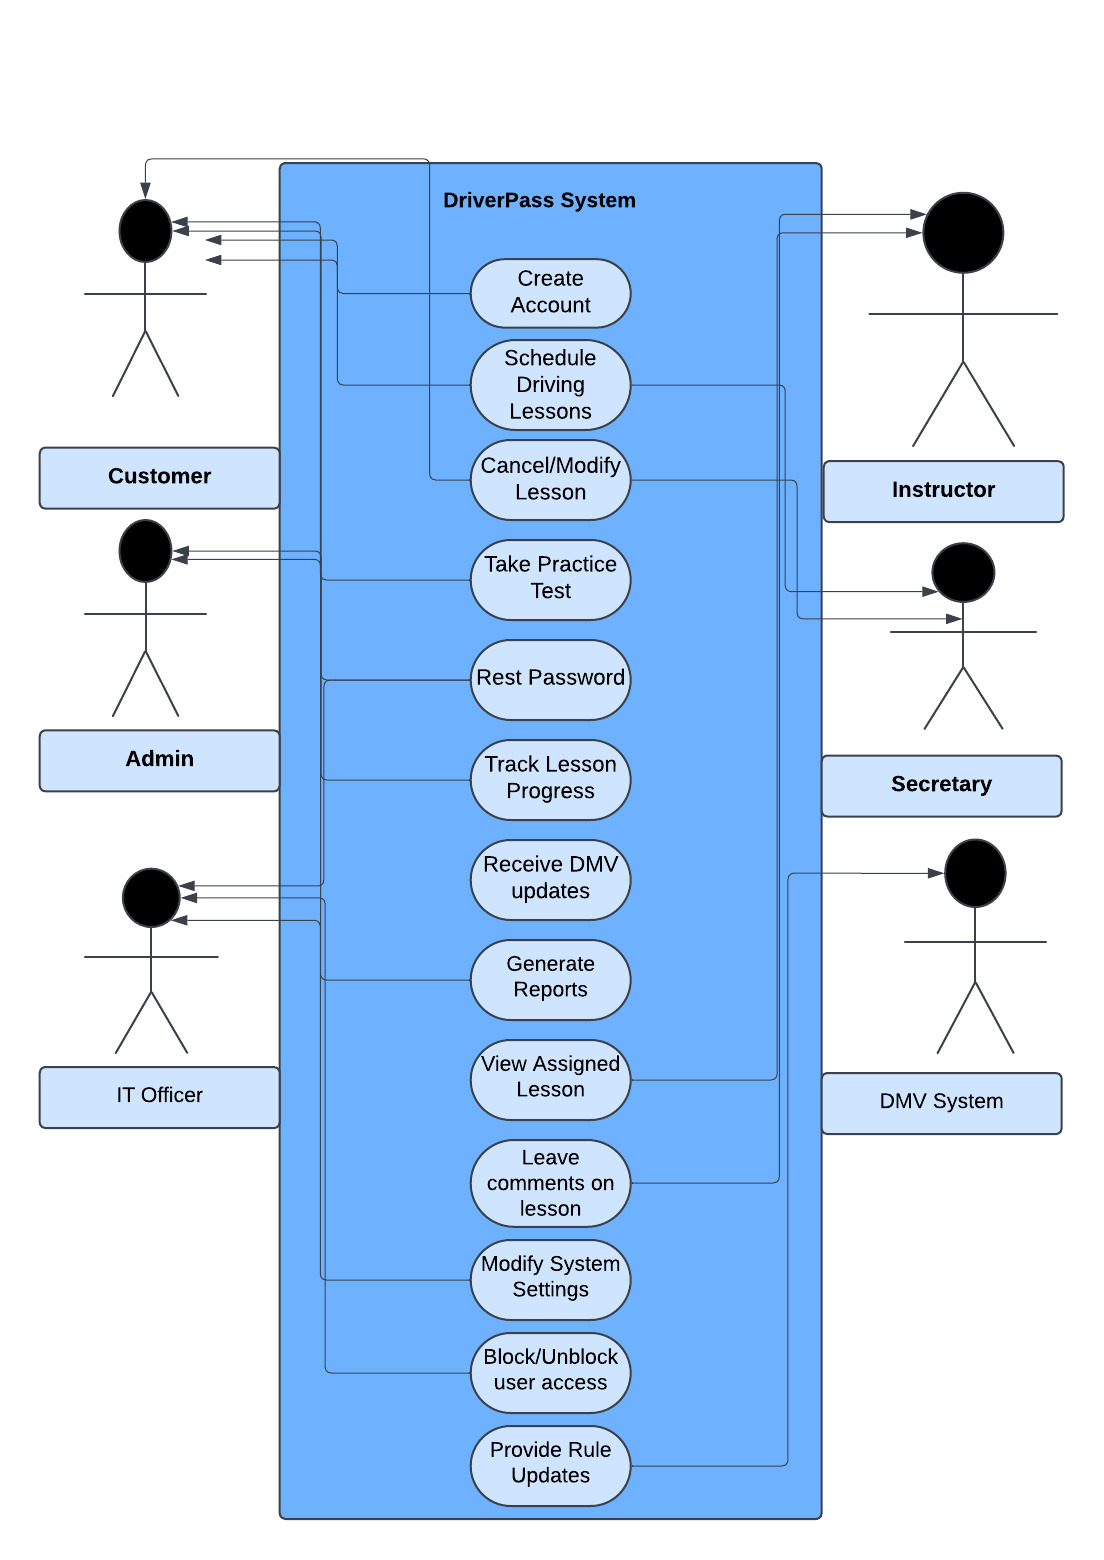 DriverPass System
Create
Account
Schedule
Driving
Lessons
Cancel/Modify
Lesson
Take Practice
Test
Rest Password
Track Lesson
Progress
Receive DMV
updates
Generate
Reports
View Assigned
Lesson
Leave
comments on
lesson
Modify System
Settings
Block/Unblock
user access
Provide Rule
Updates
Customer
Admin
IT Officer
Instructor
Secretary
DMV System